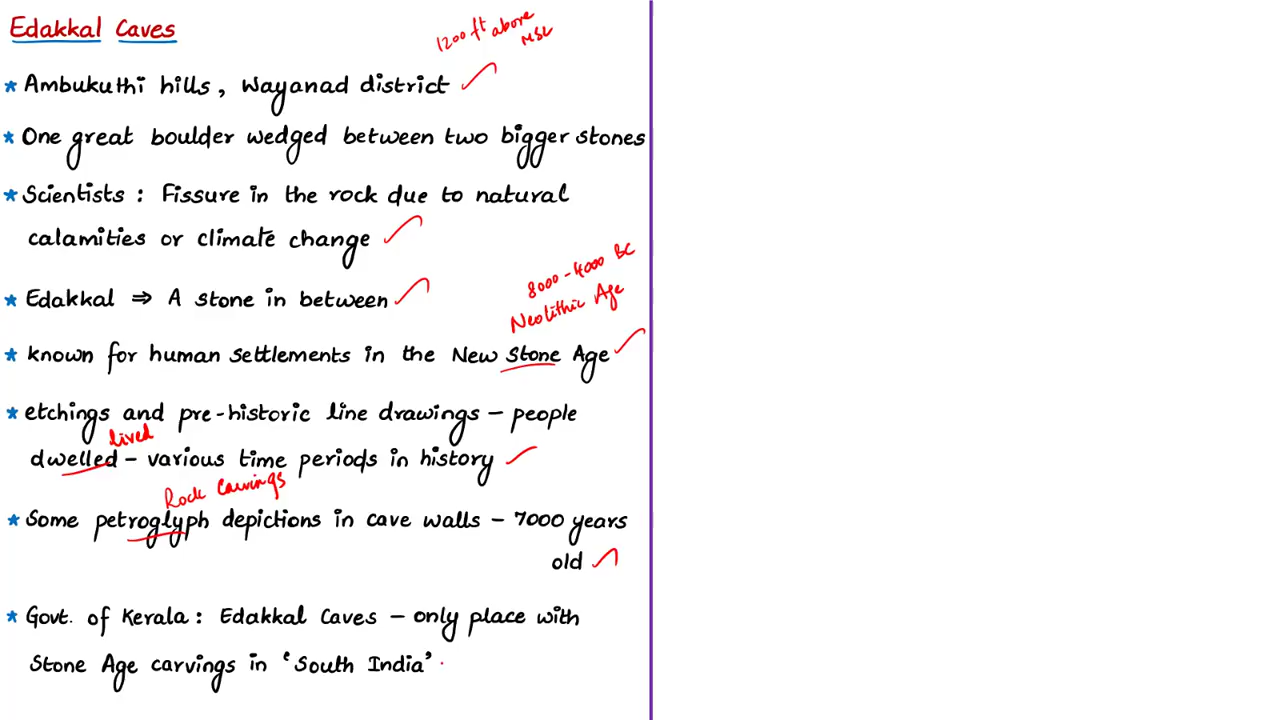 Edakkal Caves
1200 ft above
MSL
* Ambukuthi hills, Wayanad district
* One great boulder wedged between two bigger stones
* Scientists : Fissure in the rock due to natural
calamities or climate change
8000 - 4000 BC
Neolithic Age
* Edakkal ⇒ A stone in between
* known for human settlements in the New Stone Age
* etchings and pre-historic line drawings – people
lived
dwelled – various time periods in history
Rock Carvings
* Some petroglyph depictions in cave walls – 7000 years
old
* Govt. of Kerala : Edakkal Caves – only place with
Stone Age carvings in ‘South India’